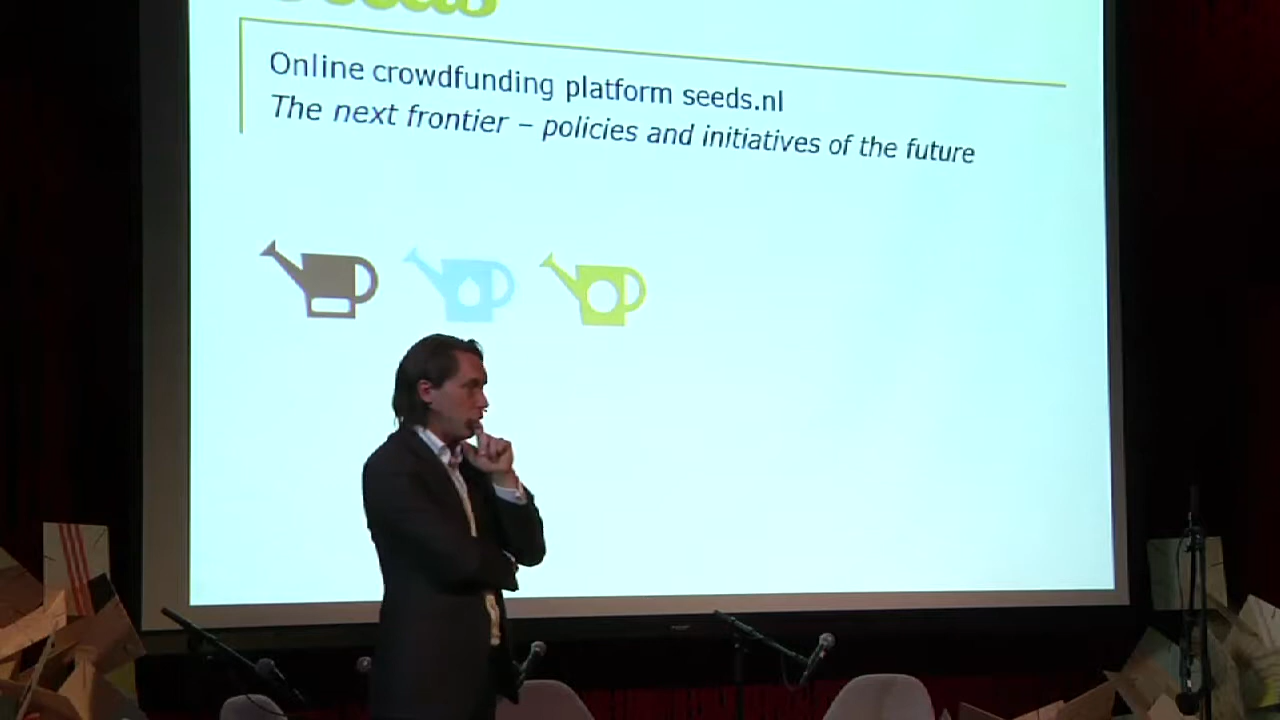 Online crowdfunding platform seeds.nl
The next frontier – policies and initiatives of the future